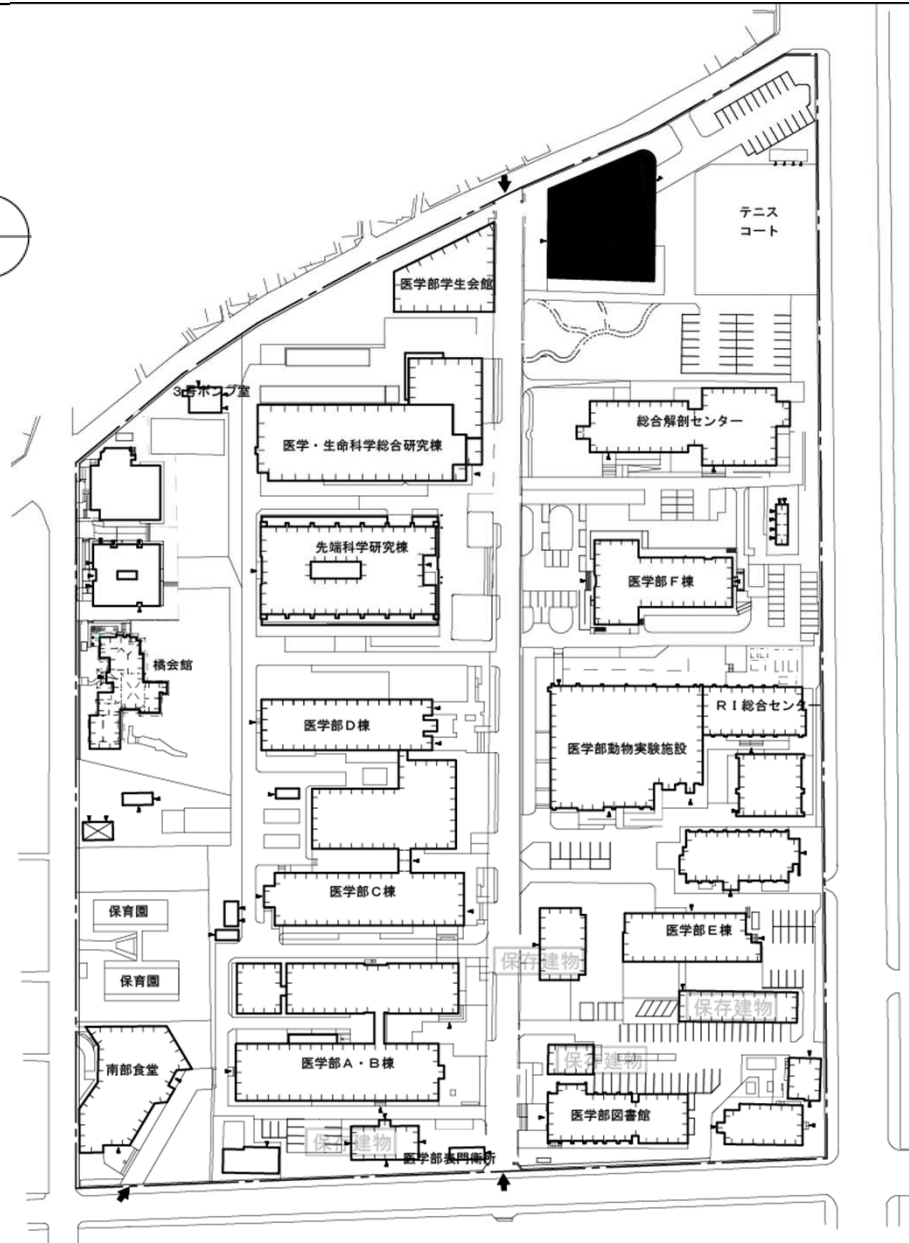 テニス
コート
医学部学生会館
3号ポンプ室
総合解剖センター
医学・生命科学総合研究棟
先端科学研究棟
医学部F棟
橘会館
医学部D棟
RI総合センター
医学部動物実験施設
医学部C棟
保育園
医学部E棟
保存建物
保育園
保存建物
保存建物
医学部A・B棟
南部食堂
医学部図書館
保存建物
医学部表門衛所